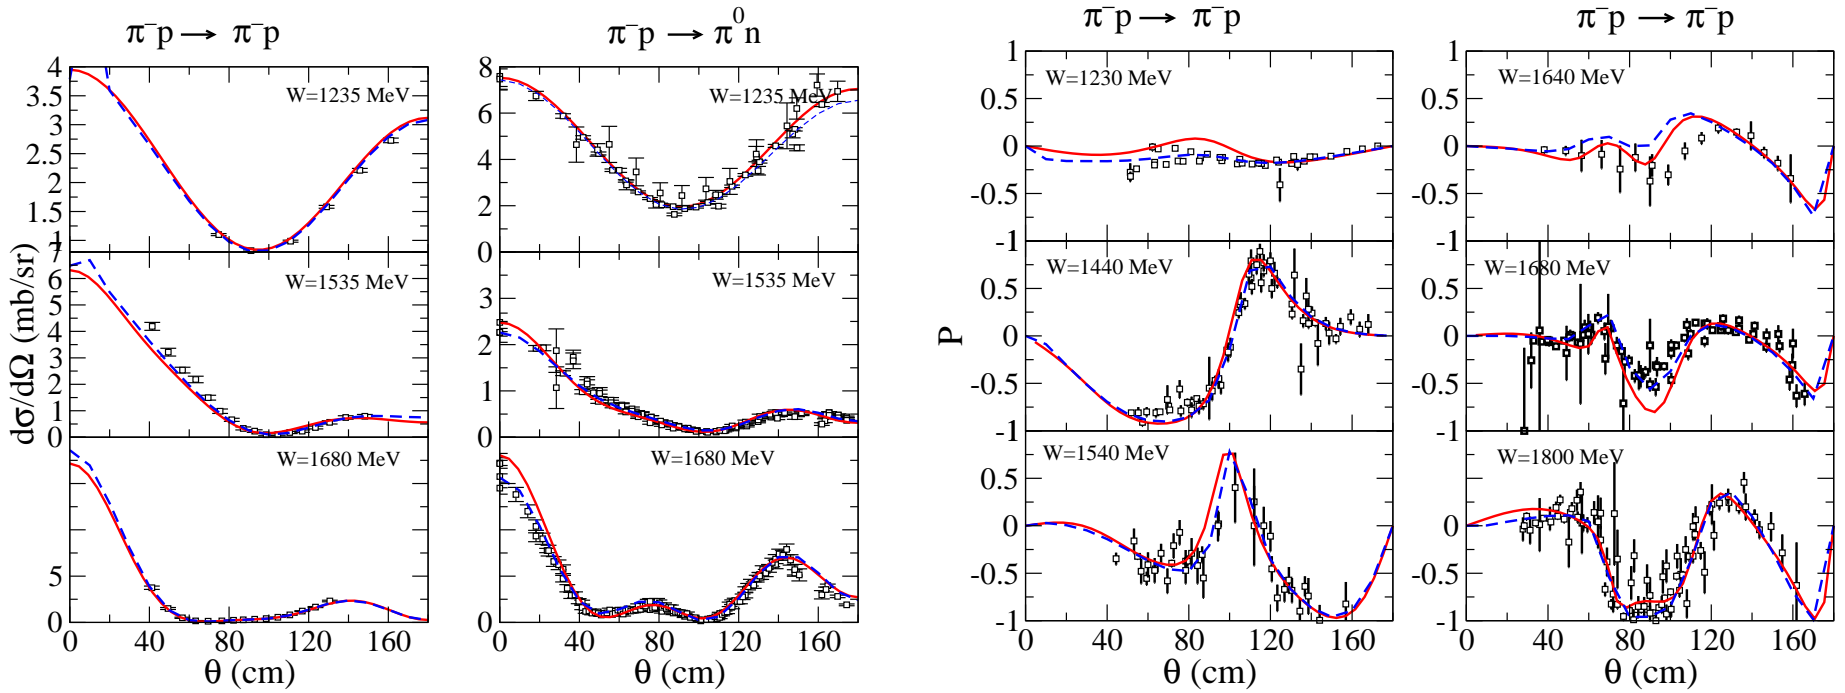 π⁻p → π⁻p
π⁻p → π⁰n
π⁻p → π⁻p
π⁻p → π⁻p
dσ/dΩ (mb/sr)
4
3.5
3
2.5
2
1.5
1
W=1235 MeV
7
6
5
4
3
2
1
0
W=1535 MeV
5
0
W=1680 MeV
0 40 80 120 160
θ (cm)
8
6
4
2
0
W=1235 MeV
3
2
1
0
W=1535 MeV
5
0
W=1680 MeV
0 40 80 120 160
θ (cm)
P
1
0.5
0
-0.5
-1
W=1230 MeV
0.5
0
-0.5
-1
W=1440 MeV
0.5
0
-0.5
-1
W=1540 MeV
0 40 80 120 160
θ (cm)
1
0.5
0
-0.5
-1
W=1640 MeV
0.5
0
-0.5
-1
W=1680 MeV
0.5
0
-0.5
-1
W=1800 MeV
0 40 80 120 160
θ (cm)